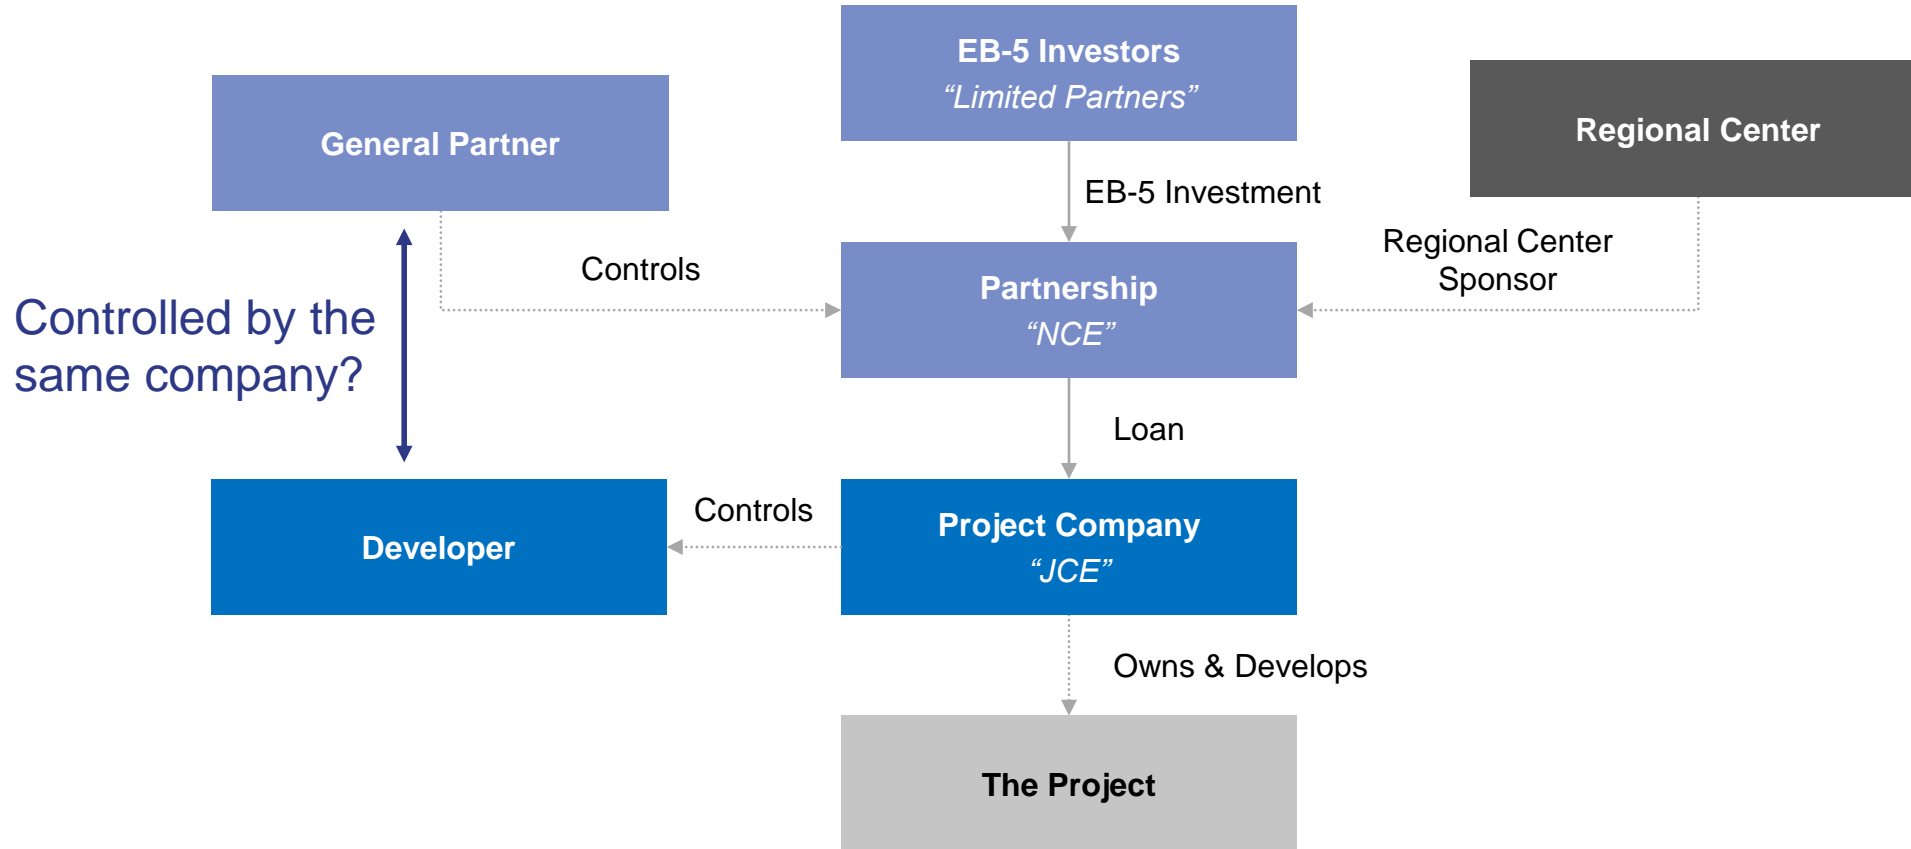 EB-5 Investors
“Limited Partners”
General Partner
Regional Center
EB-5 Investment
Controls
Regional Center
Sponsor
Partnership
“NCE”
Controlled by the
same company?
Loan
Developer
Controls
Project Company
“JCE”
Owns & Develops
The Project